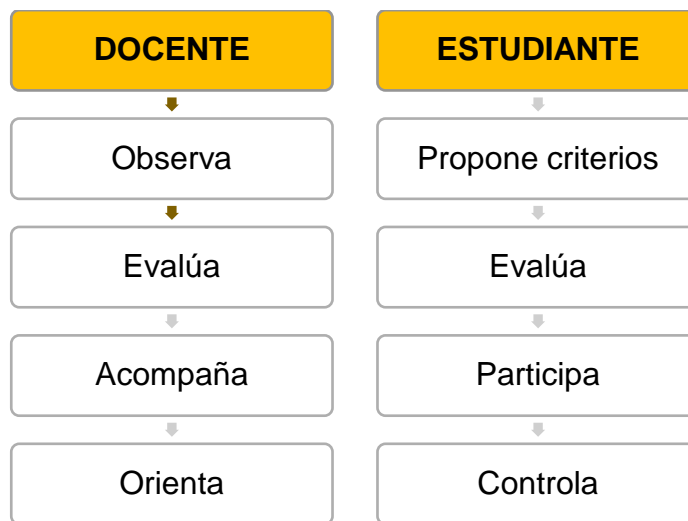 DOCENTE
Observa
Evalúa
Acompaña
Orienta
ESTUDIANTE
Propone criterios
Evalúa
Participa
Controla